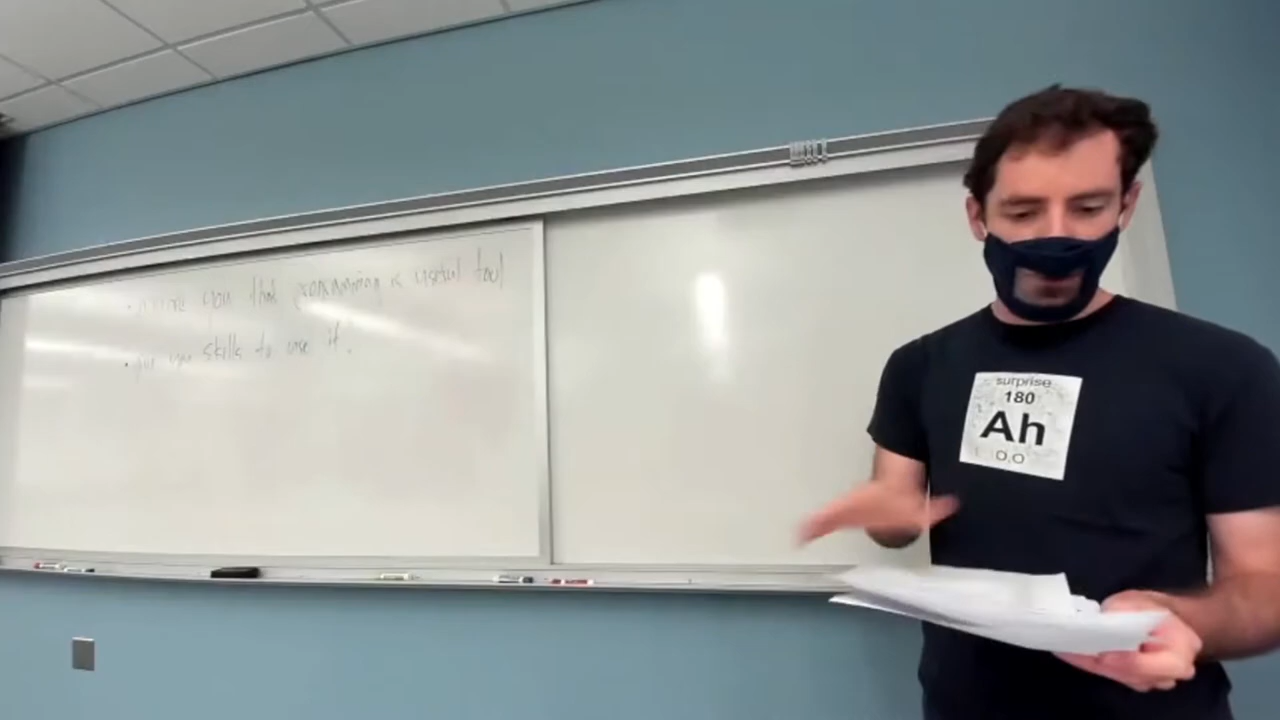 you that programming is useful tool
skills to use it.
surprise
180
Ah
O,O